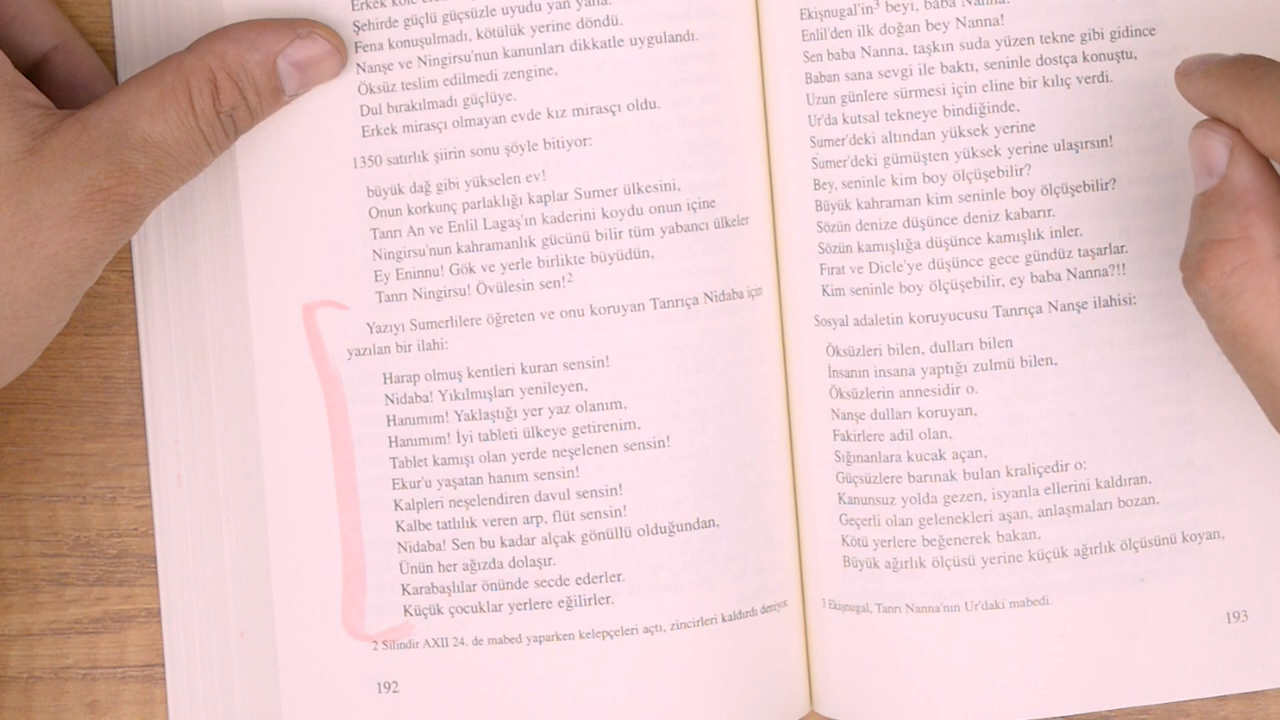 Şehirde güçlü güçsüzle uyudu yan yana.
Fena konuşulmadı, kötülük yerine döndü.
Nanşe ve Ningirsu'nun kanunları dikkatle uygulandı.
Öksüz teslim edilmedi zengine,
Dul bırakılmadı güçlüye.
Erkek mirasçı olmayan evde kız mirasçı oldu.
1350 satırlık şiirin sonu şöyle bitiyor:
büyük dağ gibi yükselen ev!
Onun korkunç parlaklığı kaplar Sumer ülkesini,
Tanrı An ve Enlil Lagaş'ın kaderini koydu onun içine
Ningirsu'nun kahramanlık gücünü bilir tüm yabancı ülkeler
Ey Eninnu! Gök ve yerle birlikte büyüdün,
Tanrı Ningirsu! Övülesin sen!2
Yazıyı Sumerlilere öğreten ve onu koruyan Tanrıça Nidaba için
yazılan bir ilahi:
Harap olmuş kentleri kuran sensin!
Nidaba! Yıkılmışları yenileyen,
Hanımım! Yaklaştığı yer yaz olanım,
Hanımım! İyi tableti ülkeye getirenim,
Tablet kamışı olan yerde neşelenen sensin!
Ekur'u yaşatan hanım sensin!
Kalpleri neşelendiren davul sensin!
Kalbe tatlılık veren arp, flüt sensin!
Nidaba! Sen bu kadar alçak gönüllü olduğundan,
Ünün her ağızda dolaşır.
Karabaşlılar önünde secde ederler.
Küçük çocuklar yerlere eğilirler.
2 Silindir AXII 24. de mabed yaparken kelepçeleri açtı, zincirleri kaldırdı deniyor.
192
Ekişnugal'in3 beyi, baba Nanna.
Enlil'den ilk doğan bey Nanna!
Sen baba Nanna, taşkın suda yüzen tekne gibi gidince
Baban sana sevgi ile baktı, seninle dostça konuştu,
Uzun günlere sürmesi için eline bir kılıç verdi.
Ur'da kutsal tekneye bindiğinde,
Sumer'deki altından yüksek yerine
Sumer'deki gümüşten yüksek yerine ulaşırsın!
Bey, seninle kim boy ölçüşebilir?
Büyük kahraman kim seninle boy ölçüşebilir?
Sözün denize düşünce deniz kabarır.
Sözün kamışlığa düşünce kamışlık inler.
Fırat ve Dicle'ye düşünce gece gündüz taşarlar.
Kim seninle boy ölçüşebilir, ey baba Nanna?!!
Sosyal adaletin koruyucusu Tanrıça Nanşe ilahisi:
Öksüzleri bilen, dulları bilen
İnsanın insana yaptığı zulmü bilen,
Öksüzlerin annesidir o.
Nanşe dulları koruyan,
Fakirlere adil olan,
Sığınanlara kucak açan,
Güçsüzlere barınak bulan kraliçedir o:
Kanunsuz yolda gezen, isyanla ellerini kaldıran,
Geçerli olan gelenekleri aşan, anlaşmaları bozan,
Kötü yerlere beğenerek bakan,
Büyük ağırlık ölçüsü yerine küçük ağırlık ölçüsünü koyan,
3 Ekişnugal, Tanrı Nanna'nın Ur'daki mabedi.
193